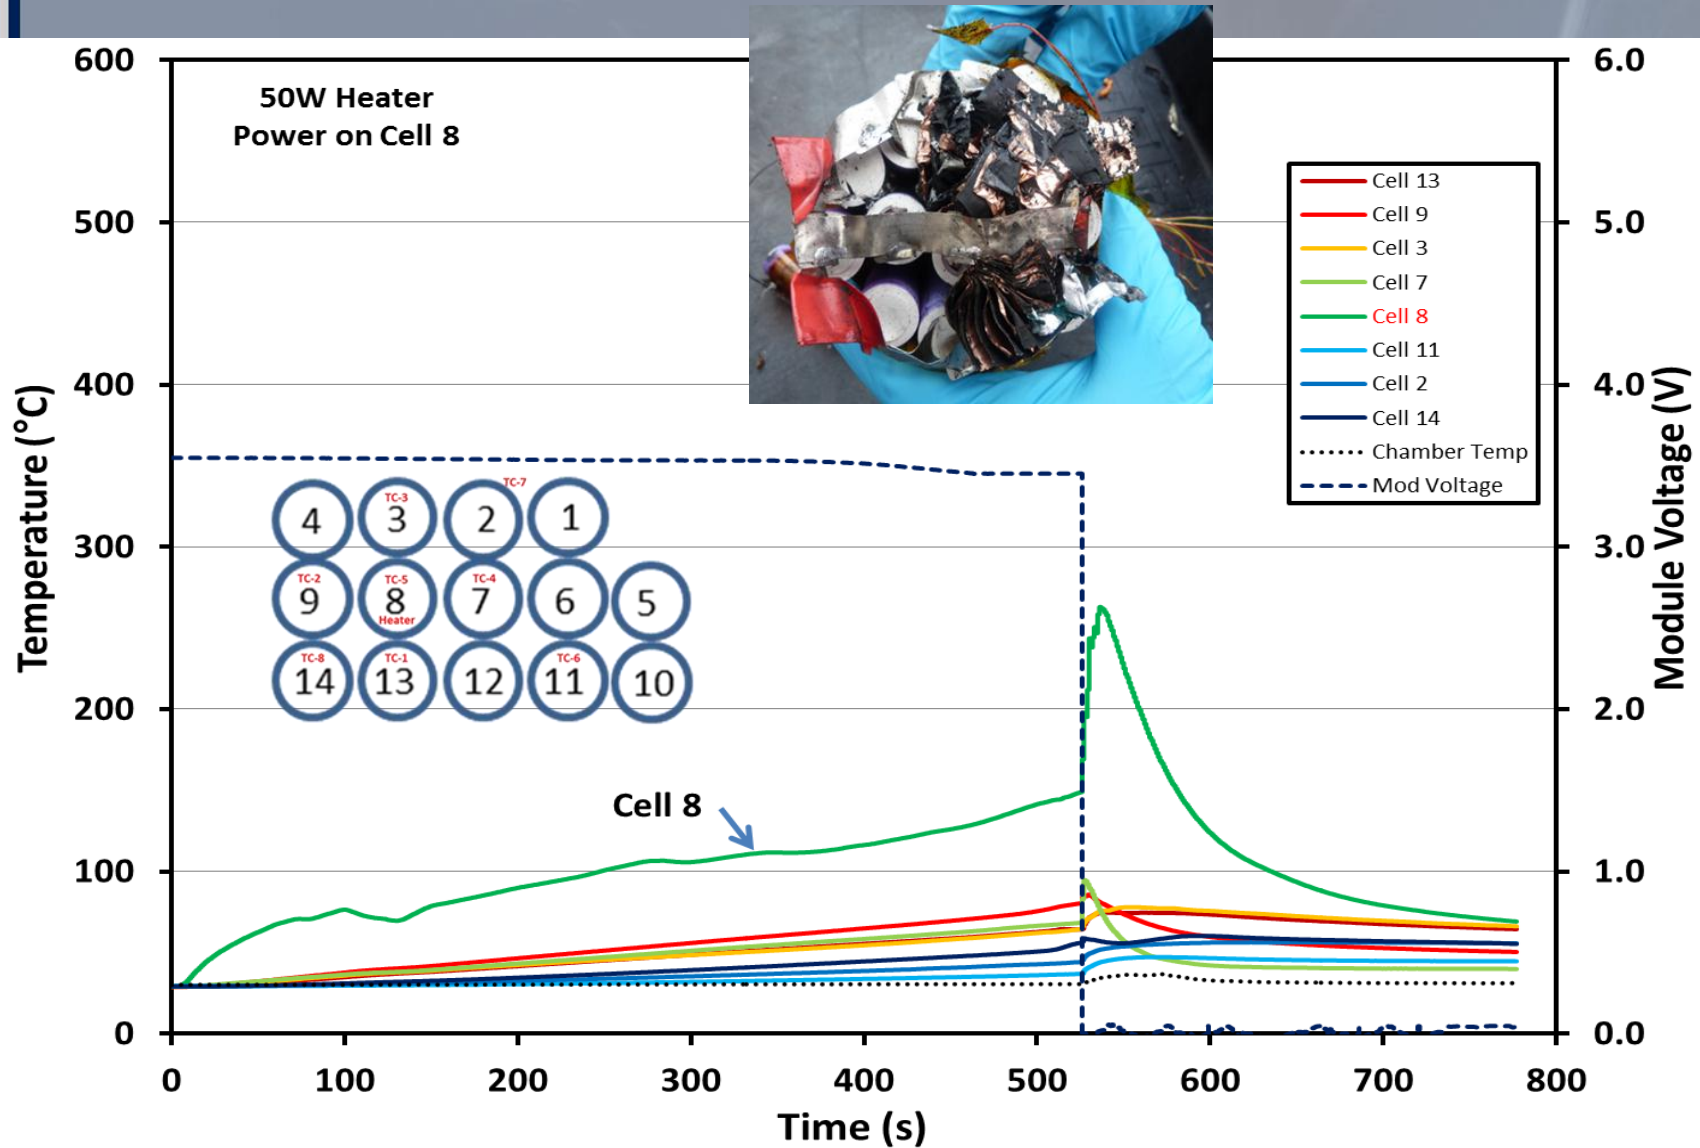 50W Heater
Power on Cell 8
600
500
400
300
200
100
0
Temperature (°C)
6.0
5.0
4.0
3.0
2.0
1.0
0.0
Module Voltage (V)
Cell 13
Cell 9
Cell 3
Cell 7
Cell 8
Cell 11
Cell 2
Cell 14
Chamber Temp
Mod Voltage
TC-3
TC-7
4 3 2 1
TC-2 TC-5 TC-4
9 8 7 6 5
Heater
TC-8 TC-1 TC-6
14 13 12 11 10
Cell 8
0 100 200 300 400 500 600 700 800
Time (s)